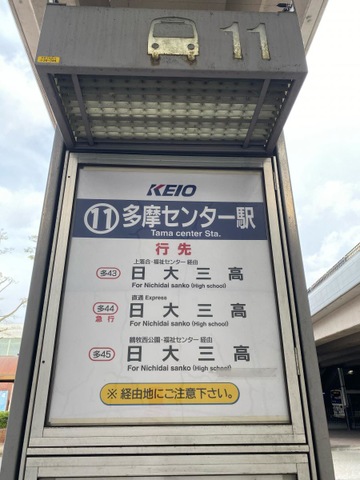 11
KEIO
⑪ 多摩センター駅
Tama center Sta.
行先
上落合・福祉センター 経由
多43 日大三高
For Nichidai sanko (High school)
直通 Express
多44 急行 日大三高
For Nichidai sanko (High school)
鶴牧西公園・福祉センター 経由
多45 日大三高
For Nichidai sanko (High school)
※ 経由地にご注意下さい。